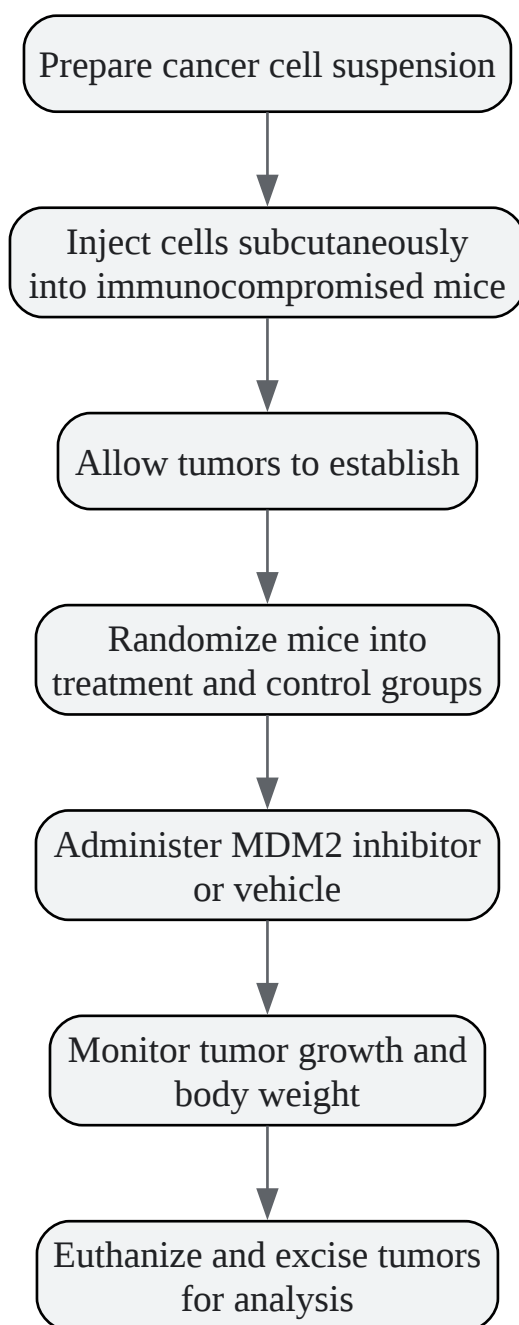 Prepare cancer cell suspension
Inject cells subcutaneously
into immunocompromised mice
Allow tumors to establish
Randomize mice into
treatment and control groups
Administer MDM2 inhibitor
or vehicle
Monitor tumor growth and
body weight
Euthanize and excise tumors
for analysis